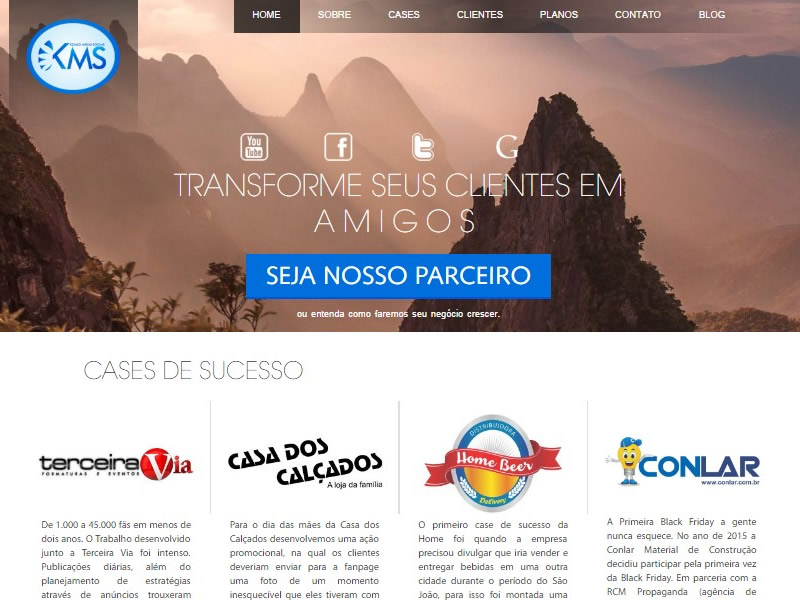 HOME SOBRE CASES CLIENTES PLANOS CONTATO BLOG
KMS
You
Tube
TRANSFORME SEUS CLIENTES EM
AMIGOS
SEJA NOSSO PARCEIRO
ou entenda como faremos seu negócio crescer.
CASES DE SUCESSO
terceiraVia
FORMATURAS E EVENTOS
De 1.000 a 45.000 fãs em menos de
dois anos. O Trabalho desenvolvido
junto a Terceira Via foi intenso.
Publicações diárias, além do
planejamento de estratégias
através de anúncios trouxeram
CASA DOS
CALÇADOS
A loja da família
Para o dia das mães da Casa dos
Calçados desenvolvemos uma ação
promocional, na qual os clientes
deveriam enviar para a fanpage
uma foto de um momento
inesquecível que eles tiveram com
DISTRIBUIDORA
Home Beer
Delivery
O primeiro case de sucesso da
Home foi quando a empresa
precisou divulgar que iria vender e
entregar bebidas em uma outra
cidade durante o período do São
João, para isso foi montada uma
CONLAR
www.conlar.com.br
A Primeira Black Friday a gente
nunca esquece. No ano de 2015 a
Conlar Material de Construção
decidiu participar pela primeira vez
da Black Friday. Em parceria com a
RCM Propaganda (agência de